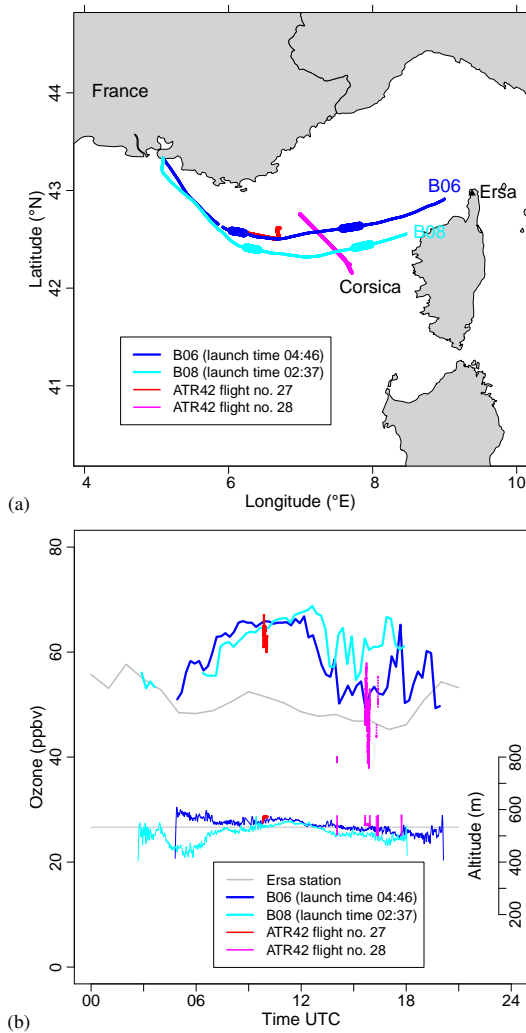 44
43
42
41
Latitude (°N)
France
B06
Ersa
B08
Corsica
B06 (launch time 04:46)
B08 (launch time 02:37)
ATR42 flight no. 27
ATR42 flight no. 28
4
6
8
10
Longitude (°E)
(a)
80
60
40
20
0
Ozone (ppbv)
800
600
400
200
Altitude (m)
Ersa station
B06 (launch time 04:46)
B08 (launch time 02:37)
ATR42 flight no. 27
ATR42 flight no. 28
00
06
12
18
24
Time UTC
(b)